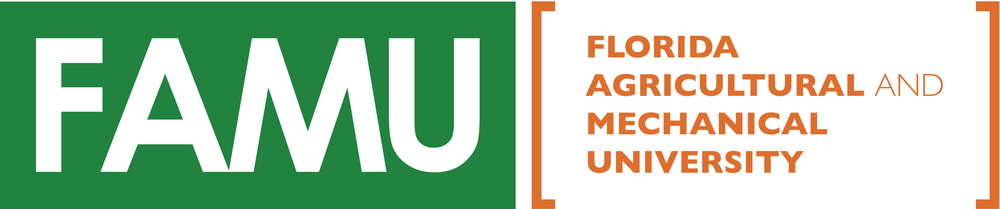 FAMU
FLORIDA
AGRICULTURAL AND
MECHANICAL
UNIVERSITY